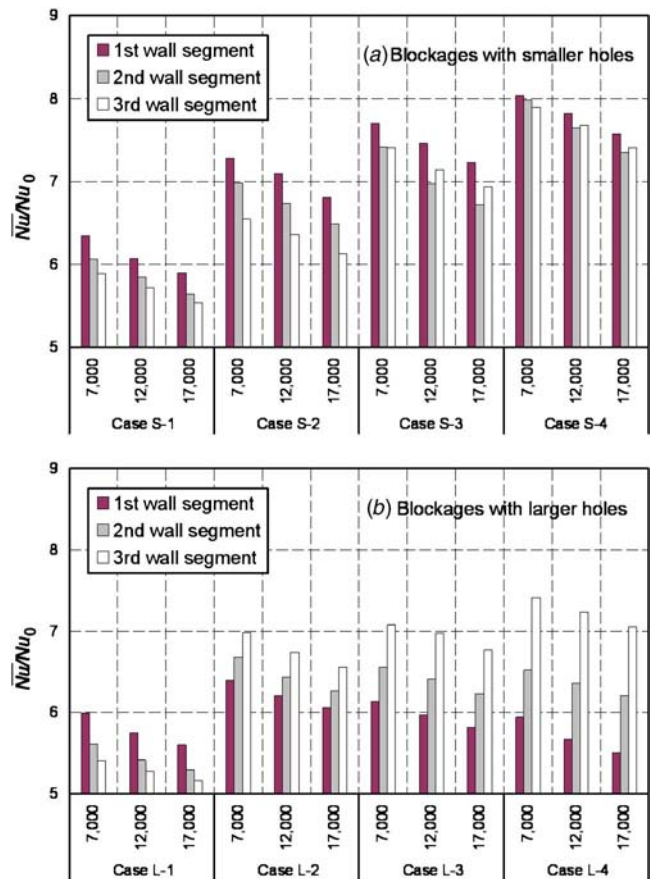 9
8
7
6
5
Nu/Nu0
1st wall segment
2nd wall segment
3rd wall segment
(a) Blockages with smaller holes
7,000
12,000
17,000
7,000
12,000
17,000
7,000
12,000
17,000
7,000
12,000
17,000
Case S-1
Case S-2
Case S-3
Case S-4
9
8
7
6
5
Nu/Nu0
1st wall segment
2nd wall segment
3rd wall segment
(b) Blockages with larger holes
7,000
12,000
17,000
7,000
12,000
17,000
7,000
12,000
17,000
7,000
12,000
17,000
Case L-1
Case L-2
Case L-3
Case L-4